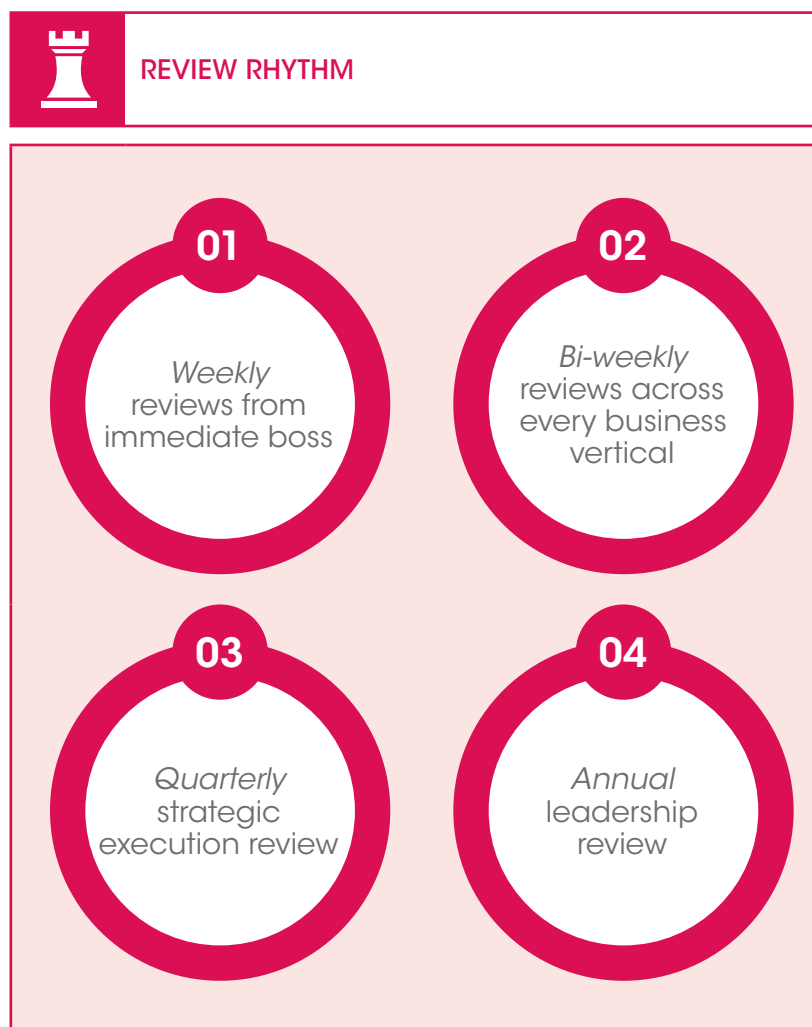 REVIEW RHYTHM
01
Weekly
reviews from
immediate boss
02
Bi-weekly
reviews across
every business
vertical
03
Quarterly
strategic
execution review
04
Annual
leadership
review